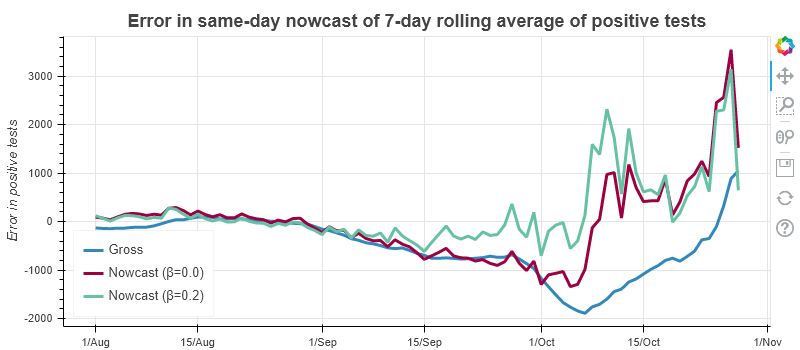 Error in same-day nowcast of 7-day rolling average of positive tests
Error in positive tests
3000
2000
1000
0
-1000
-2000
Gross
Nowcast (β=0.0)
Nowcast (β=0.2)
1/Aug
15/Aug
1/Sep
15/Sep
1/Oct
15/Oct
1/Nov